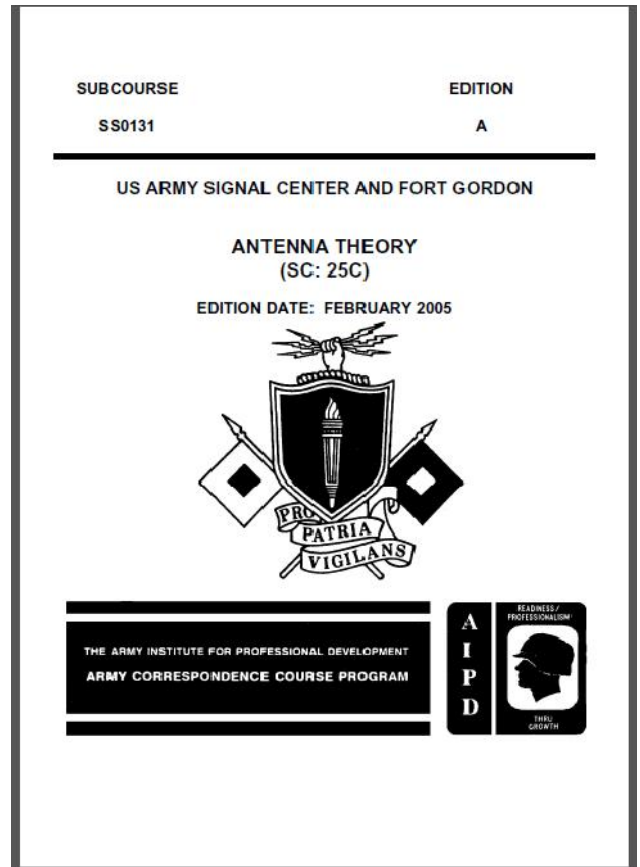 SUBCOURSE EDITION
SS0131 A
US ARMY SIGNAL CENTER AND FORT GORDON
ANTENNA THEORY
(SC: 25C)
EDITION DATE: FEBRUARY 2005
PRO
PATRIA
VIGILANS
THE ARMY INSTITUTE FOR PROFESSIONAL DEVELOPMENT
ARMY CORRESPONDENCE COURSE PROGRAM
A
I
P
D
READINESS/
PROFESSIONALISM
THRU
GROWTH